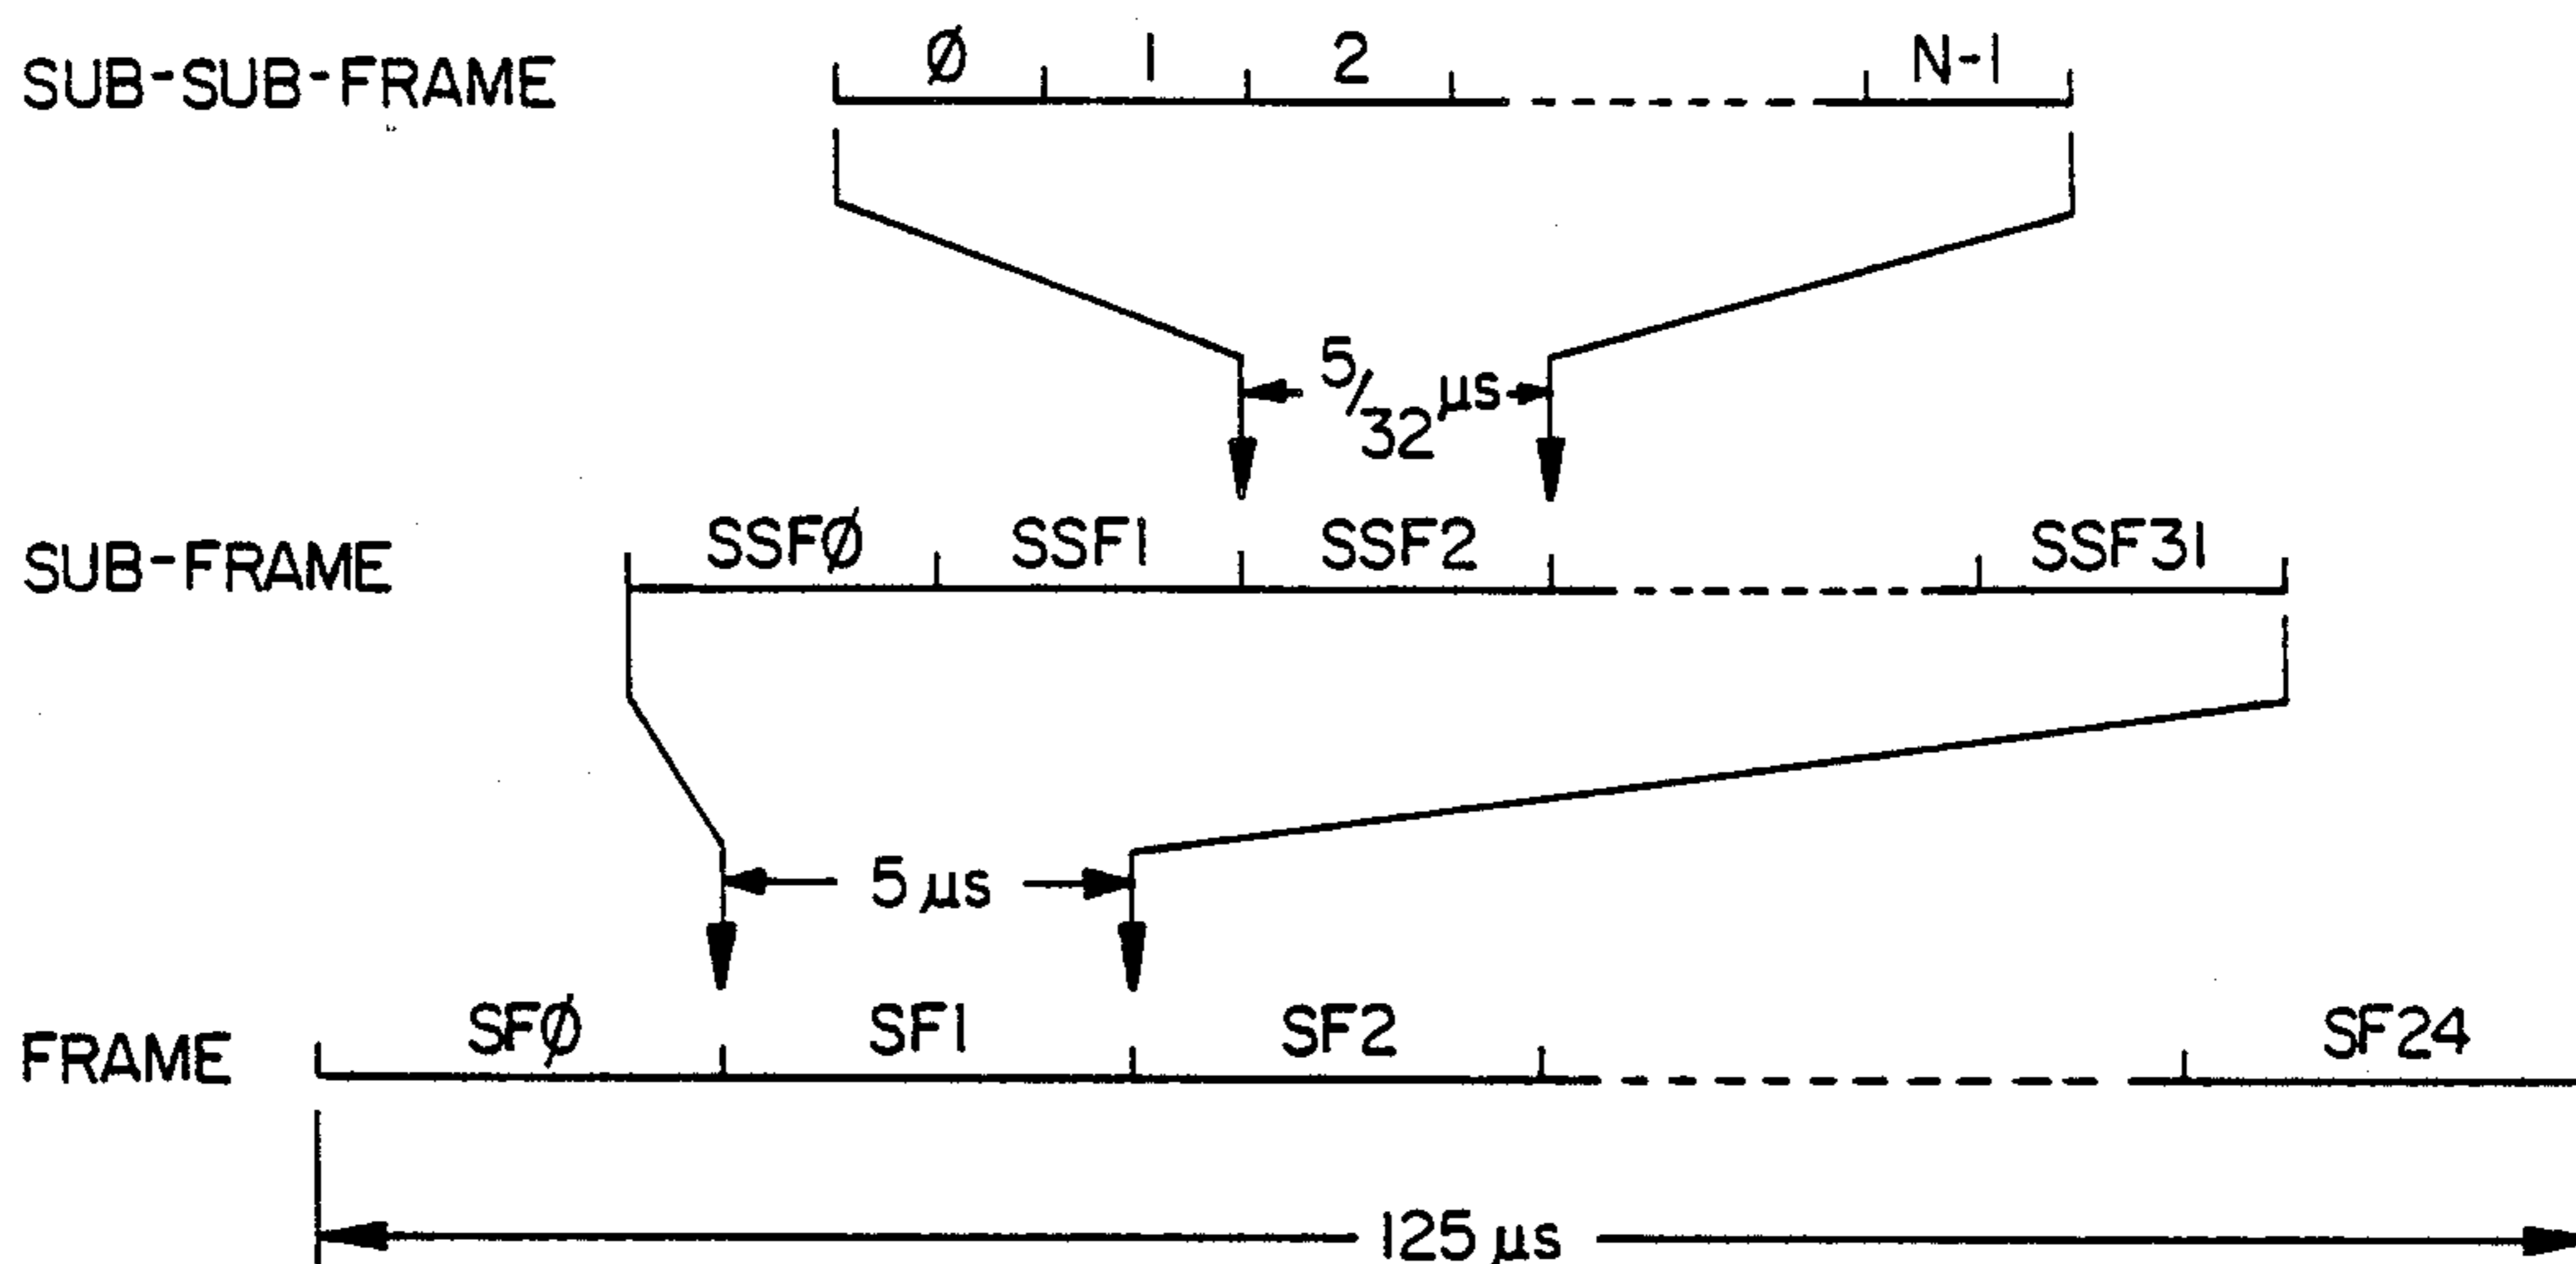 SUB-SUB-FRAME Ø 1 2 N-1
5/32 μs
SUB-FRAME SSFØ SSF1 SSF2 SSF31
5 μs
FRAME SFØ SF1 SF2 SF24
125 μs